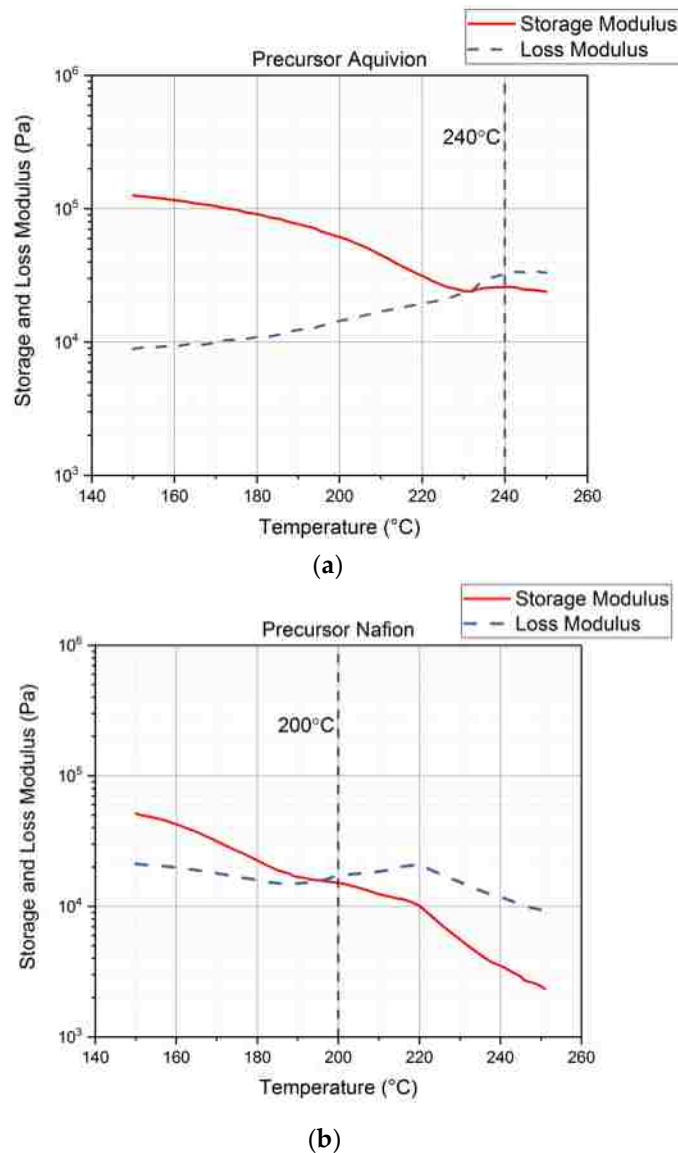 Storage Modulus
Loss Modulus
Precursor Aquivion
240°C
Storage and Loss Modulus (Pa)
10⁶
10⁵
10⁴
10³
140 160 180 200 220 240 260
Temperature (°C)
(a)
Storage Modulus
Loss Modulus
Precursor Nafion
200°C
Storage and Loss Modulus (Pa)
10⁶
10⁵
10⁴
10³
140 160 180 200 220 240 260
Temperature (°C)
(b)